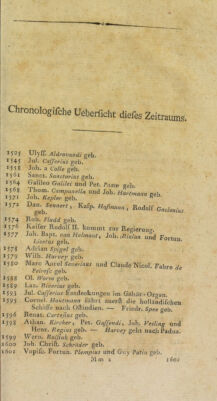 Chronologische Uebersicht dieses Zeitraums.
1505 Ulyss. Aldrovandi geb.
1545 Jul. Casserius geb.
1558 Joh. a Colle geb.
1561 Sanct. Sanctorius geb.
1564 Galileo Galilei und Pet. Paaw geb.
1568 Thom. Campanella und Joh. Hartmann geb.
1571 Joh. Kepler geb.
1572 Dan. Sennert, Kasp. Hofmann, Rudolf Goclenius
geb.
1574 Rob. Fludd geb.
1576 Kaiser Rudolf II. kommt zur Regierung.
1577 Joh. Bapt. van Helmont, Joh. Riolan und Fortun.
Licetus geb.
1578 Adrian Spigel geb.
1579 Wilh. Harvey geb.
1580 Marc Aurel Severinus und Claude Nicol. Fabre de
Peiresc geb.
1588 Ol. Worm geb.
1589 Laz. Riverius geb.
1593 Jul. Casserius Entdeckungen im Gehör-Organ.
1595 Cornel. Houtmann führt zuerst die holländischen
Schiffe nach Ostindien. — Friedr. Spee geb.
1596 Renat. Cartesius geb.
1598 Athan. Kircher, Pet. Gassendi, Joh. Vesling und
Henr. Regius geb. — Harvey geht nach Padua.
1599 Wern. Rolfink geb.
1600 Joh. Christ. Schröder geb.
1601 Vopisc. Fortun. Plempius und Guy Patin geb.
M m 2
1602